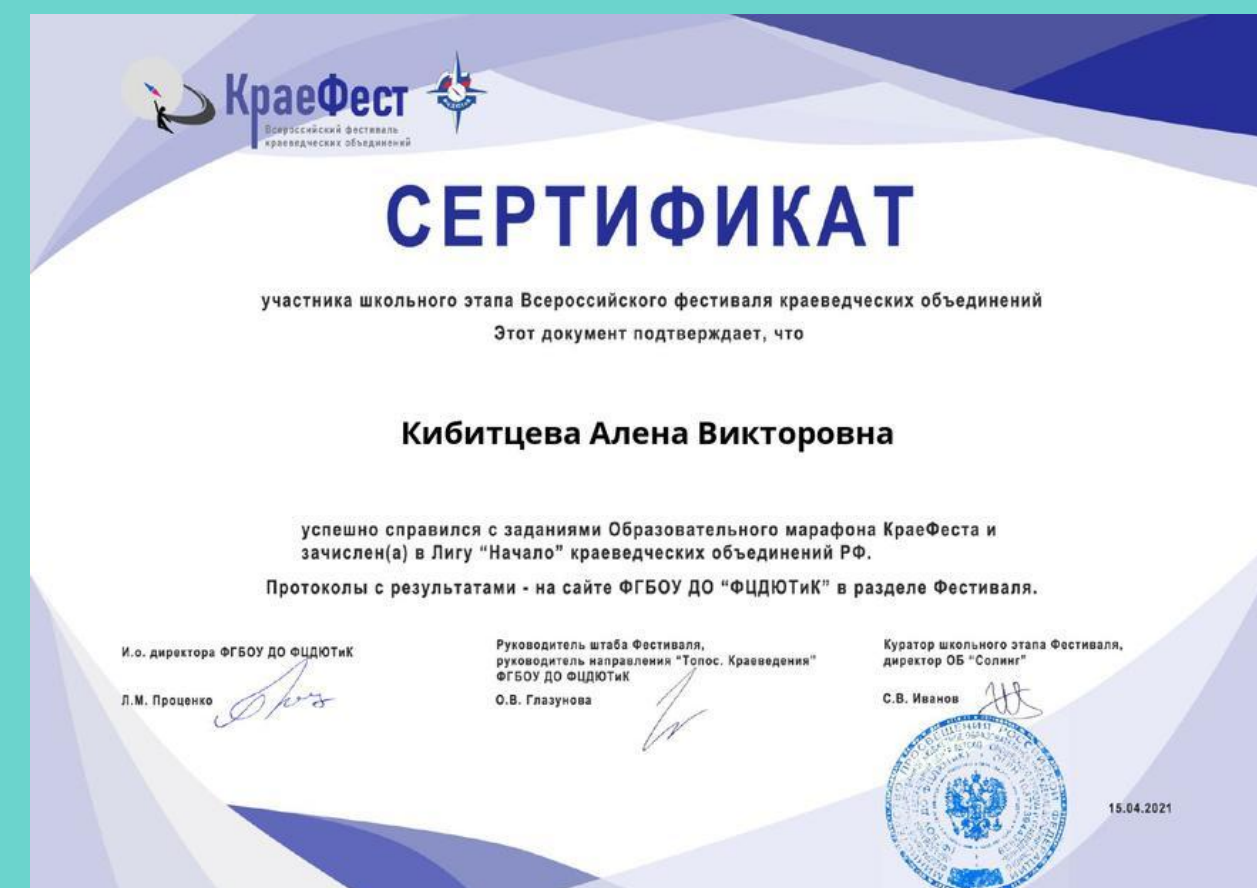 КраеФест
Всероссийский фестиваль
краеведческих объединений
СЕРТИФИКАТ
участника школьного этапа Всероссийского фестиваля краеведческих объединений
Этот документ подтверждает, что
Кибитцева Алена Викторовна
успешно справился с заданиями Образовательного марафона КраеФеста и
зачислен(а) в Лигу “Начало” краеведческих объединений РФ.
Протоколы с результатами - на сайте ФГБОУ ДО “ФЦДЮТиК” в разделе Фестиваля.
И.о. директора ФГБОУ ДО ФЦДЮТиК
Л.М. Проценко
Руководитель штаба Фестиваля,
руководитель направления “Топос. Краеведения”
ФГБОУ ДО ФЦДЮТиК
О.В. Глазунова
Куратор школьного этапа Фестиваля,
директор ОБ “Солинг”
С.В. Иванов
15.04.2021